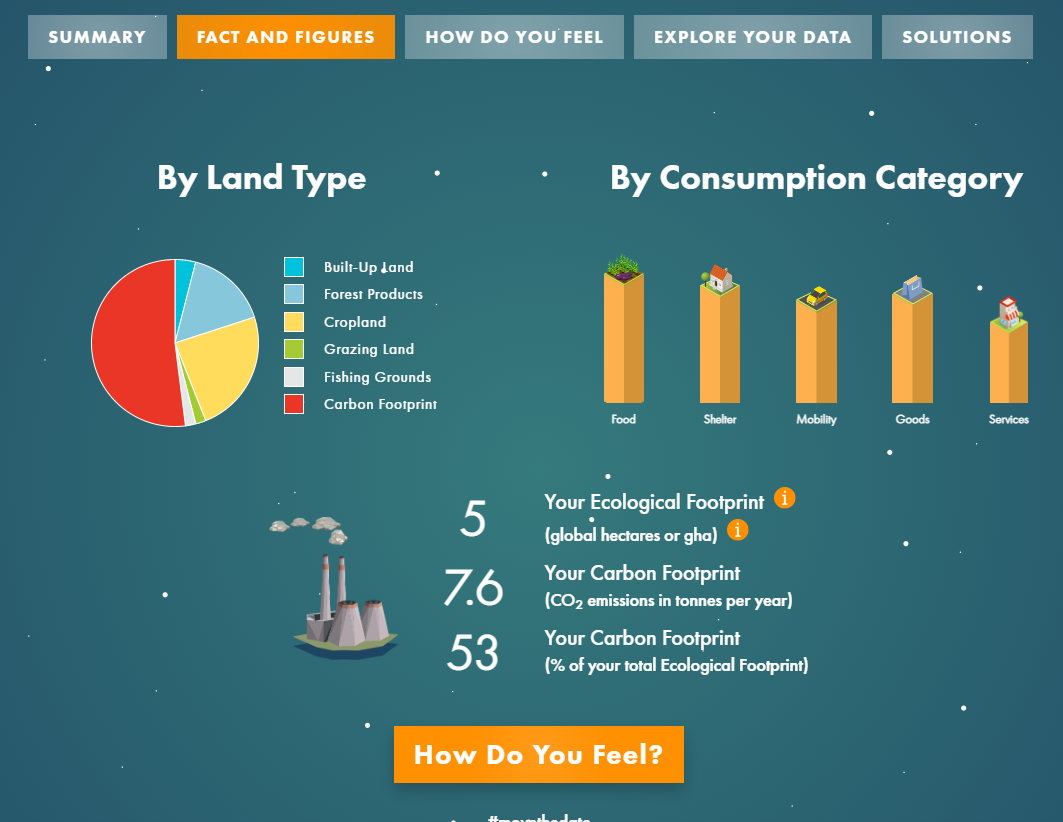 SUMMARY
FACT AND FIGURES
HOW DO YOU FEEL
EXPLORE YOUR DATA
SOLUTIONS
By Land Type
Built-Up Land
Forest Products
Cropland
Grazing Land
Fishing Grounds
Carbon Footprint
By Consumption Category
Food
Shelter
Mobility
Goods
Services
5
Your Ecological Footprint i
(global hectares or gha) i
7.6
Your Carbon Footprint
(CO2 emissions in tonnes per year)
53
Your Carbon Footprint
(% of your total Ecological Footprint)
How Do You Feel?
#movethedate